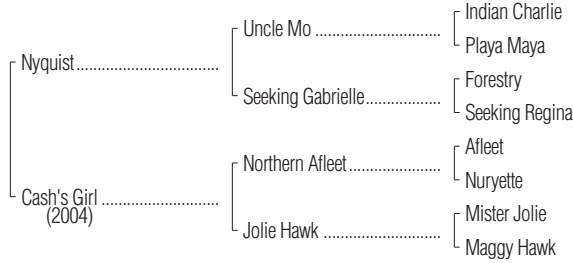 Indian Charlie
Uncle Mo ................................
Playa Maya
Nyquist ....................................
Forestry
Seeking Gabrielle ...................
Seeking Regina
Afleet
Northern Afleet .......................
Nuryette
Cash's Girl .............................
(2004)
Mister Jolie
Jolie Hawk .............................
Maggy Hawk